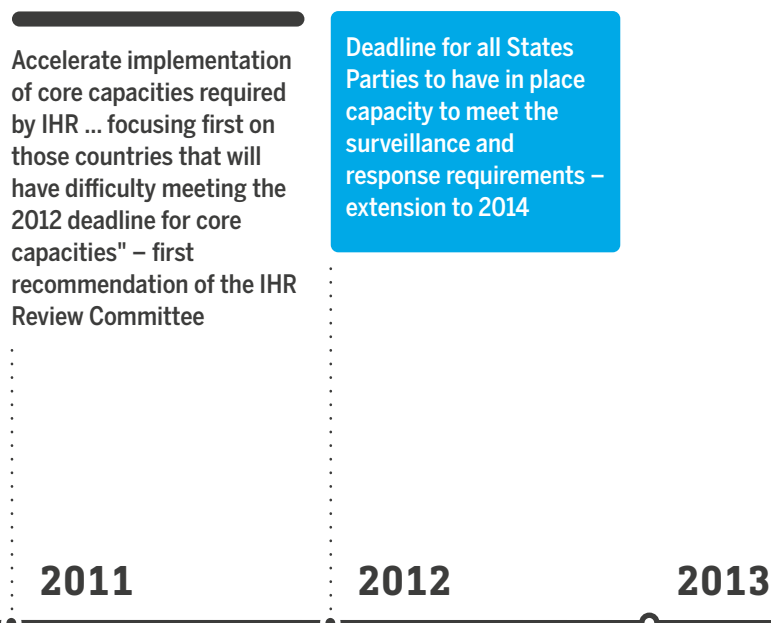 Accelerate implementation
of core capacities required
by IHR ... focusing first on
those countries that will
have difficulty meeting the
2012 deadline for core
capacities" – first
recommendation of the IHR
Review Committee
Deadline for all States
Parties to have in place
capacity to meet the
surveillance and
response requirements –
extension to 2014
2011
2012
2013